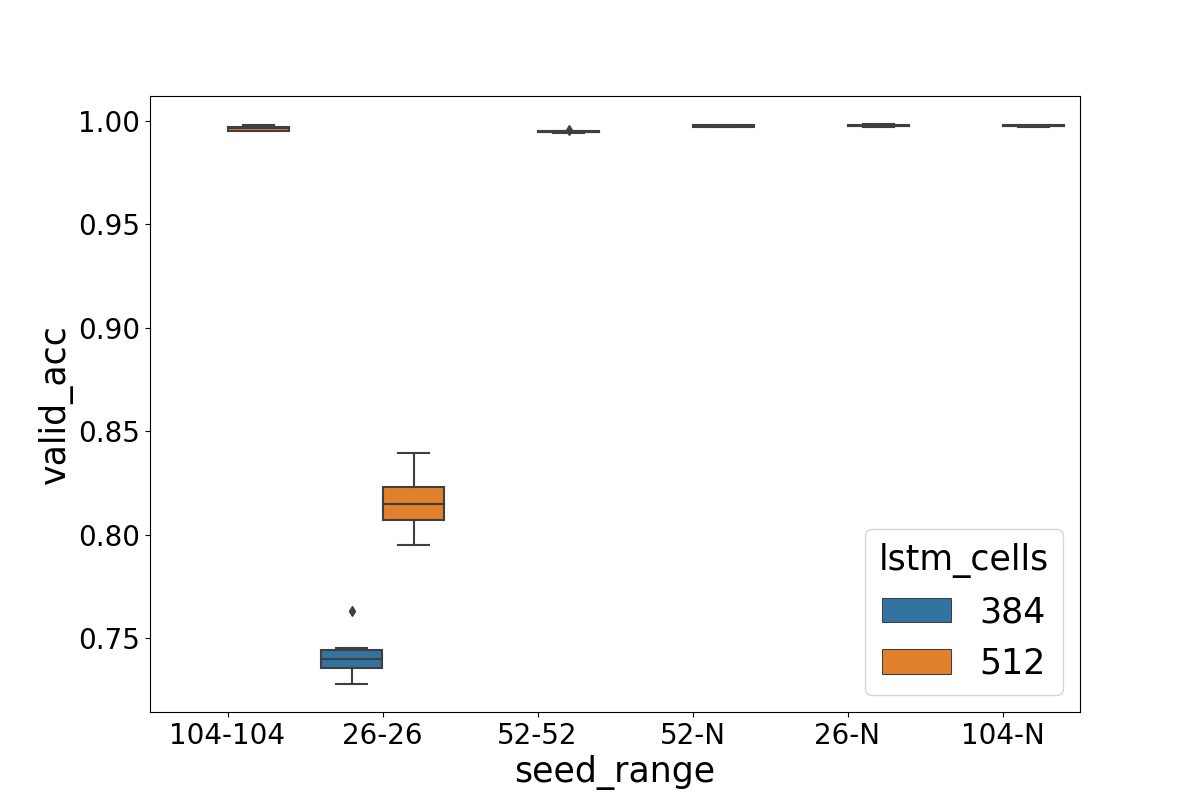 valid_acc
1.00
0.95
0.90
0.85
0.80
0.75
104-104
26-26
52-52
52-N
26-N
104-N
seed_range
lstm_cells
384
512